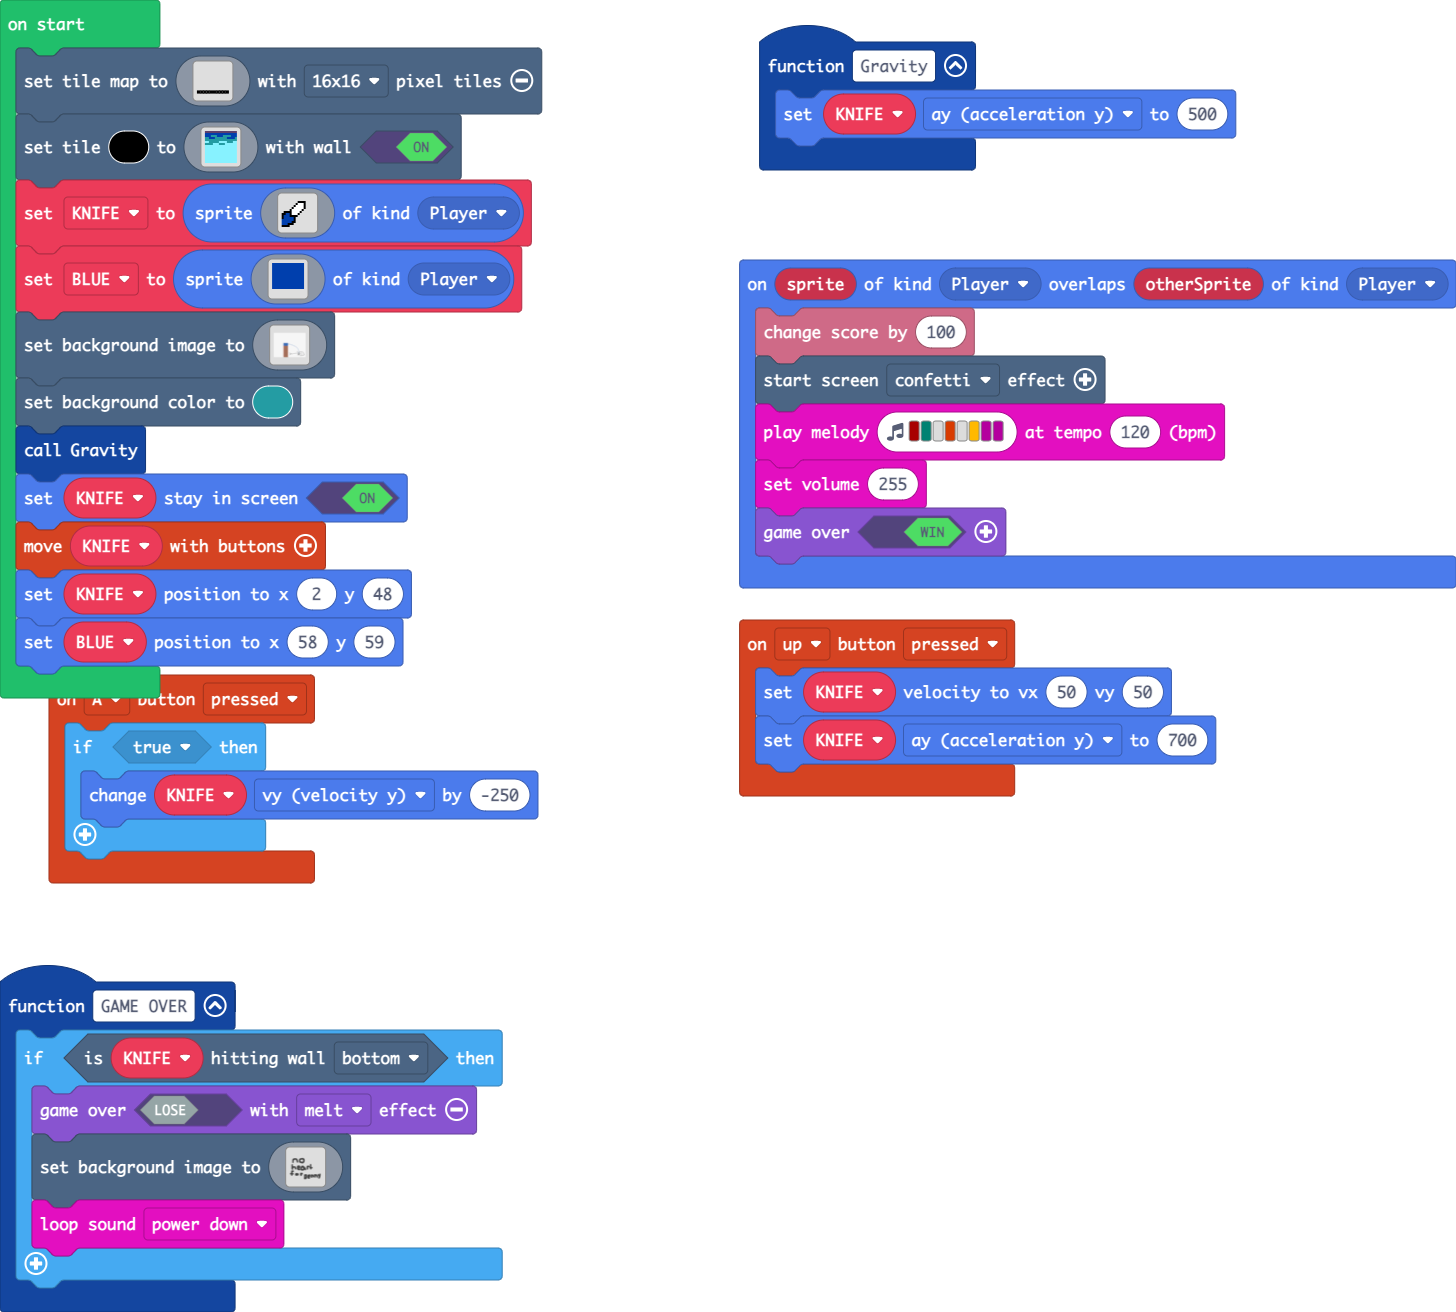 on start
set tile map to with 16x16 pixel tiles
set tile to with wall ON
set KNIFE to sprite of kind Player
set BLUE to sprite of kind Player
set background image to
set background color to
call Gravity
set KNIFE stay in screen ON
move KNIFE with buttons
set KNIFE position to x 2 y 48
set BLUE position to x 58 y 59
on A button pressed
if true then
change KNIFE vy (velocity y) by -250
function GAME OVER
if is KNIFE hitting wall bottom then
game over LOSE with melt effect
set background image to
no
heart
for
loop sound power down
function Gravity
set KNIFE ay (acceleration y) to 500
on sprite of kind Player overlaps otherSprite of kind Player
change score by 100
start screen confetti effect
play melody at tempo 120 (bpm)
set volume 255
game over WIN
on up button pressed
set KNIFE velocity to vx 50 vy 50
set KNIFE ay (acceleration y) to 700